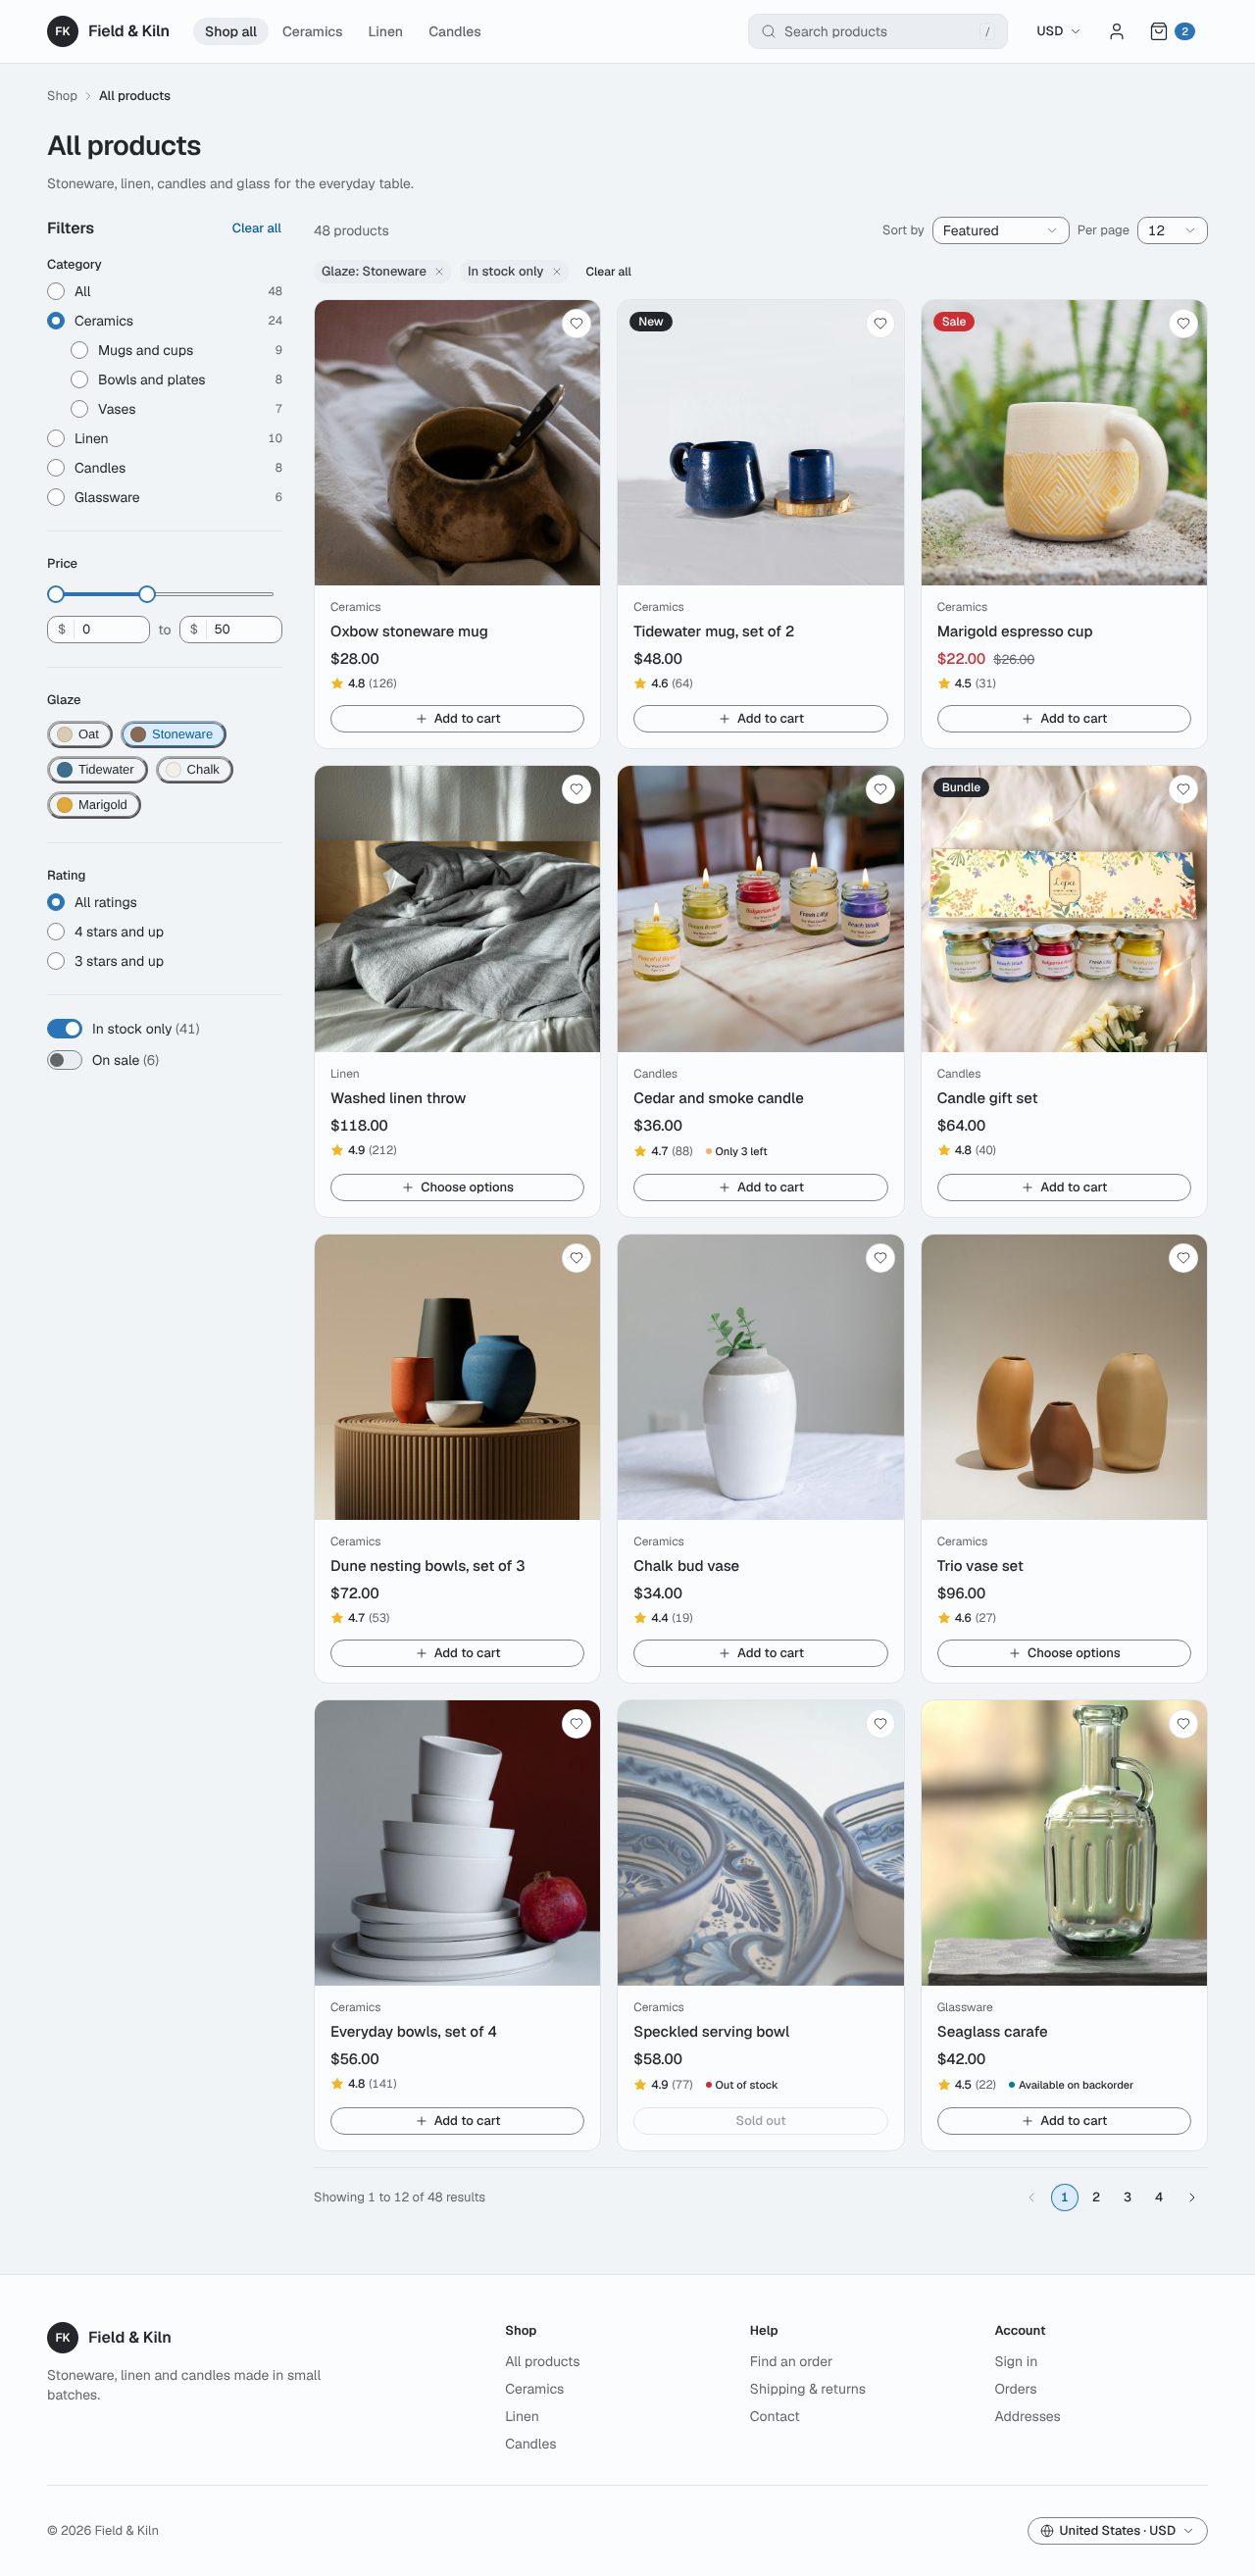 FK Field & Kiln Shop all Ceramics Linen Candles Search products / USD 2
Shop All products
All products
Stoneware, linen, candles and glass for the everyday table.
Filters Clear all
Category
All 48
Ceramics 24
Mugs and cups 9
Bowls and plates 8
Vases 7
Linen 10
Candles 8
Glassware 6
Price
$ 0 to $ 50
Glaze
Oat Stoneware
Tidewater Chalk
Marigold
Rating
All ratings
4 stars and up
3 stars and up
In stock only (41)
On sale (6)
48 products Sort by Featured Per page 12
Glaze: Stoneware In stock only Clear all
Ceramics
Oxbow stoneware mug
$28.00
4.8 (126)
Add to cart
New
Ceramics
Tidewater mug, set of 2
$48.00
4.6 (64)
Add to cart
Sale
Ceramics
Marigold espresso cup
$22.00 $26.00
4.5 (31)
Add to cart
Linen
Washed linen throw
$118.00
4.9 (212)
Choose options
Fresh Lilly
Beach Walk
Candles
Cedar and smoke candle
$36.00
4.7 (88) Only 3 left
Add to cart
Bundle
Candles
Candle gift set
$64.00
4.8 (40)
Add to cart
Ceramics
Dune nesting bowls, set of 3
$72.00
4.7 (53)
Add to cart
Ceramics
Chalk bud vase
$34.00
4.4 (19)
Add to cart
Ceramics
Trio vase set
$96.00
4.6 (27)
Choose options
Ceramics
Everyday bowls, set of 4
$56.00
4.8 (141)
Add to cart
Ceramics
Speckled serving bowl
$58.00
4.9 (77) Out of stock
Sold out
Glassware
Seaglass carafe
$42.00
4.5 (22) Available on backorder
Add to cart
Showing 1 to 12 of 48 results 1 2 3 4
FK Field & Kiln
Stoneware, linen and candles made in small
batches.
Shop
All products
Ceramics
Linen
Candles
Help
Find an order
Shipping & returns
Contact
Account
Sign in
Orders
Addresses
© 2026 Field & Kiln United States · USD